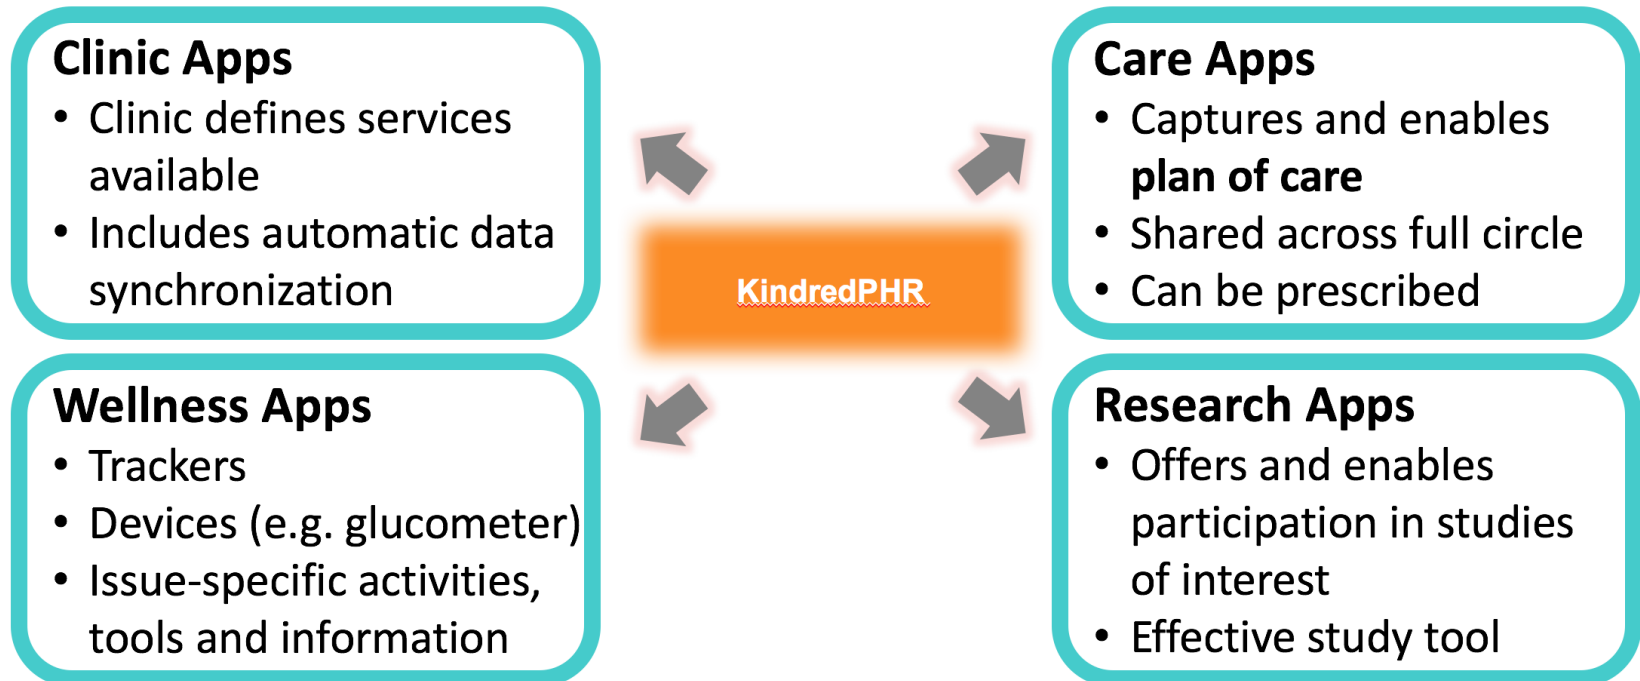 Clinic Apps
• Clinic defines services
available
• Includes automatic data
synchronization
Care Apps
• Captures and enables
plan of care
• Shared across full circle
• Can be prescribed
KindredPHR
Wellness Apps
• Trackers
• Devices (e.g. glucometer)
• Issue-specific activities,
tools and information
Research Apps
• Offers and enables
participation in studies
of interest
• Effective study tool